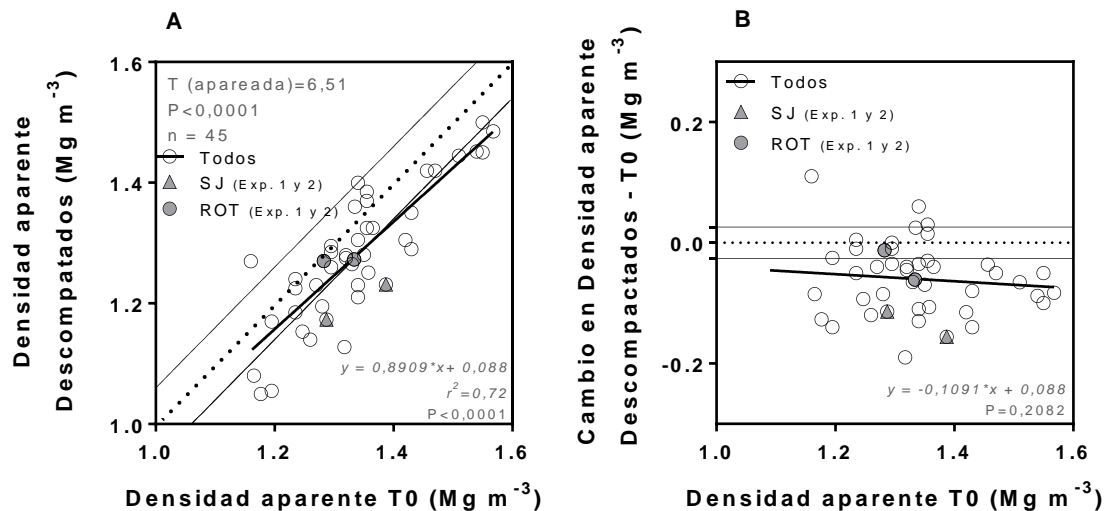 A
Densidad aparente
Descompatados (Mg m-3)
1.6
1.4
1.2
1.0
T (apareada)=6,51
P<0,0001
n = 45
Todos
SJ (Exp. 1 y 2)
ROT (Exp. 1 y 2)
y = 0,8909*x+ 0,088
r2=0,72
P<0,0001
1.0 1.2 1.4 1.6
Densidad aparente T0 (Mg m-3)
B
Cambio en Densidad aparente
Descompactados - T0 (Mg m-3)
0.2
0.0
-0.2
Todos
SJ (Exp. 1 y 2)
ROT (Exp. 1 y 2)
y = -0,1091*x + 0,088
P=0,2082
1.0 1.2 1.4 1.6
Densidad aparente T0 (Mg m-3)